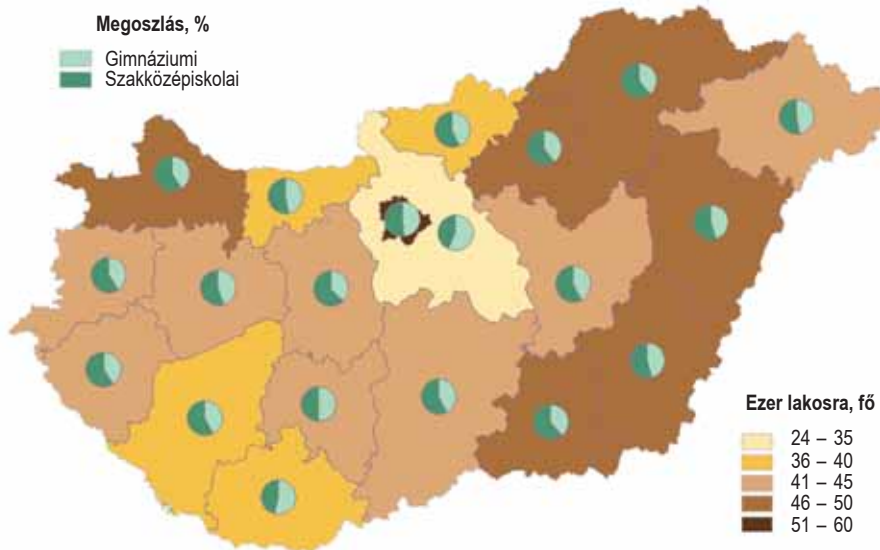 Megoszlás, %
Gimnáziumi
Szakközépiskolai
Ezer lakosra, fő
24 – 35
36 – 40
41 – 45
46 – 50
51 – 60